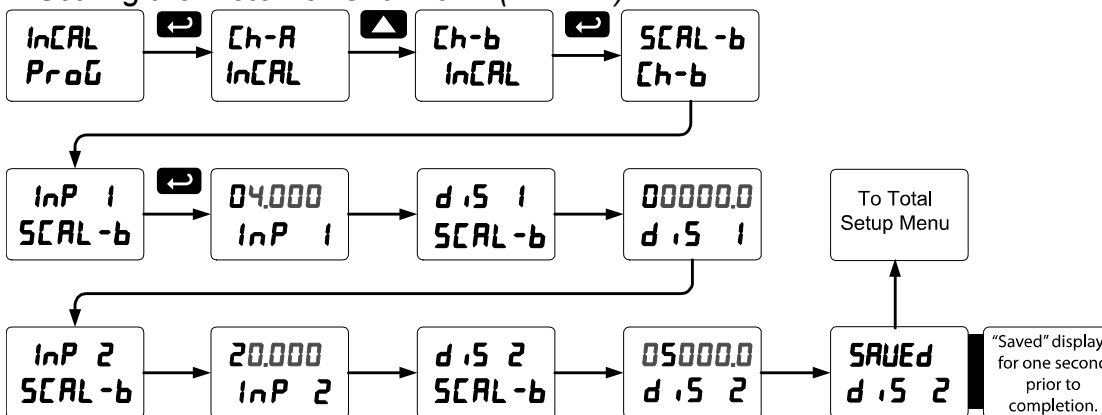 InCAL
ProG
Ch-A
InCAL
Ch-b
InCAL
SCAL-b
Ch-b
InP 1
SCAL-b
04.000
InP 1
diS 1
SCAL-b
00000.0
diS 1
To Total
Setup Menu
InP 2
SCAL-b
20.000
InP 2
diS 2
SCAL-b
05000.0
diS 2
SAVEd
diS 2
"Saved" display
for one second
prior to
completion.